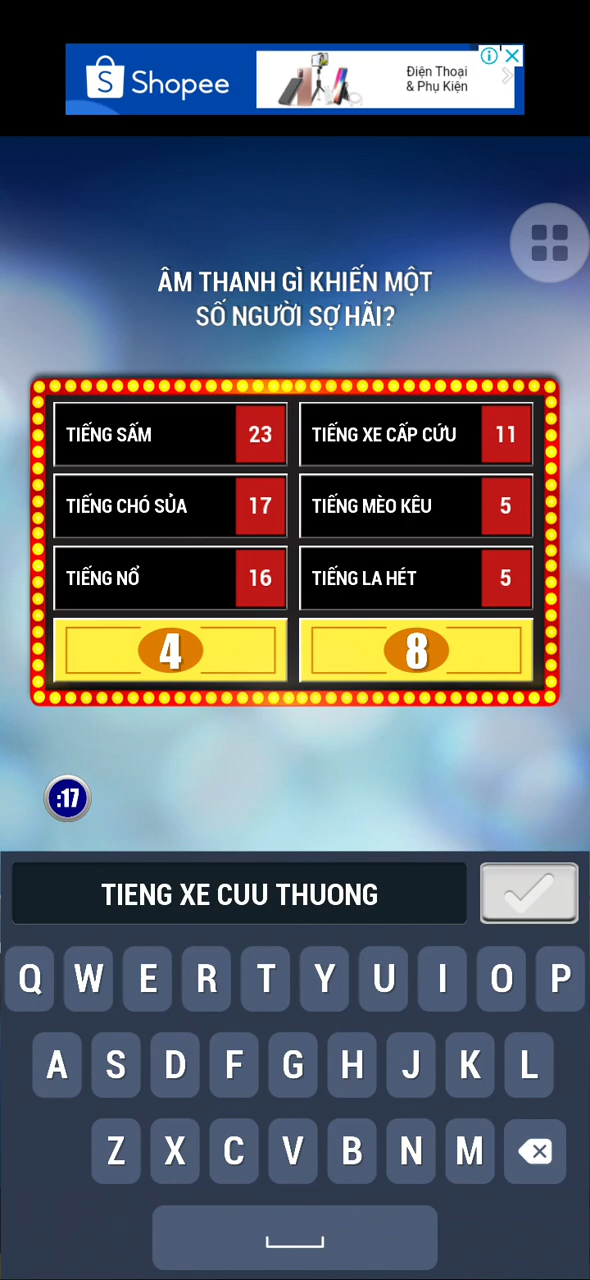 Shopee
Điện Thoại
& Phụ Kiện
ÂM THANH GÌ KHIẾN MỘT
SỐ NGƯỜI SỢ HÃI?
TIẾNG SẤM 23
TIẾNG XE CẤP CỨU 11
TIẾNG CHÓ SỦA 17
TIẾNG MÈO KÊU 5
TIẾNG NỔ 16
TIẾNG LA HÉT 5
4
8
:17
TIENG XE CUU THUONG
Q W E R T Y U I O P
A S D F G H J K L
Z X C V B N M